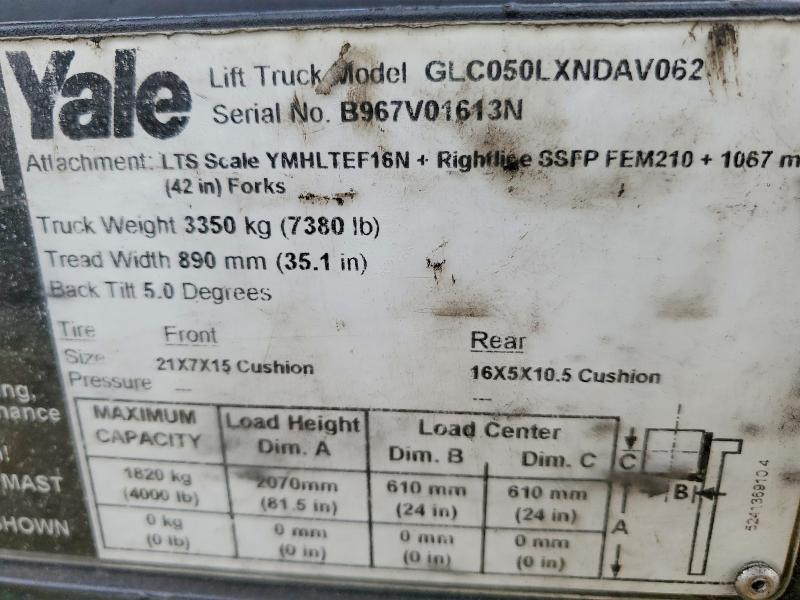 Yale
Lift Truck Model GLC050LXNDAV062
Serial No. B967V01613N
Attachment: LTS Scale YMHLTEF16N + Rightline SSFP FEM210 + 1067 m
(42 in) Forks
Truck Weight 3350 kg (7380 lb)
Tread Width 890 mm (35.1 in)
Back Tilt 5.0 Degrees
Tire Front Rear
Size 21X7X15 Cushion 16X5X10.5 Cushion
Pressure --- ---
MAXIMUM CAPACITY Load Height Dim. A Load Center Dim. B Dim. C
1820 kg (4000 lb) 2070mm (81.5 in) 610 mm (24 in) 610 mm (24 in)
0 kg (0 lb) 0 mm (0 in) 0 mm (0 in) 0 mm (0 in)
C
B
A
524136910 4
ng,
nance
n!
MAST
SHOWN